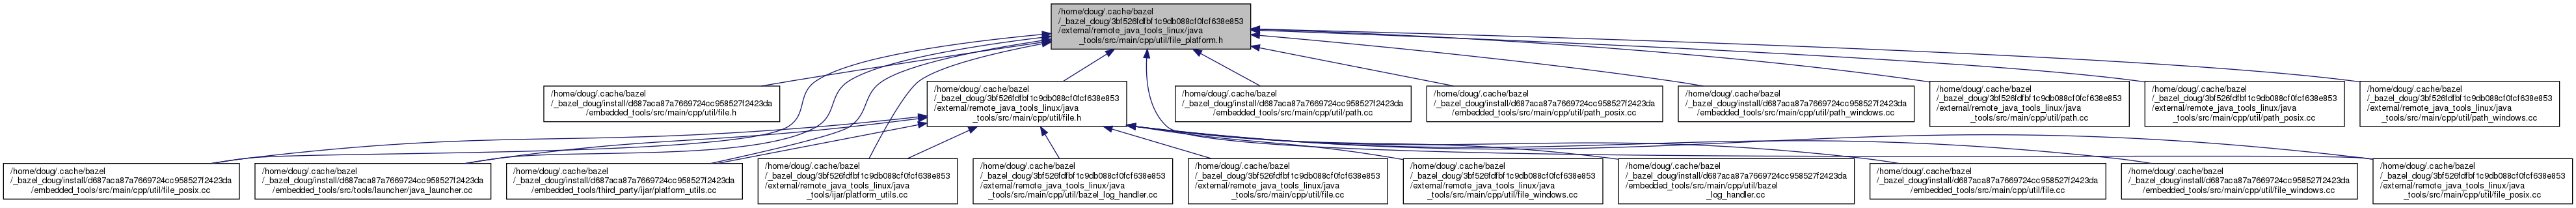 /home/doug/.cache/bazel
/_bazel_doug/3bf526fdfbf1c9db088cf0fcf638e853
/external/remote_java_tools_linux/java
_tools/src/main/cpp/util/file_platform.h
/home/doug/.cache/bazel
/_bazel_doug/install/d687aca87a7669724cc958527f2423da
/embedded_tools/src/main/cpp/util/file.h
/home/doug/.cache/bazel
/_bazel_doug/3bf526fdfbf1c9db088cf0fcf638e853
/external/remote_java_tools_linux/java
_tools/src/main/cpp/util/file.h
/home/doug/.cache/bazel
/_bazel_doug/install/d687aca87a7669724cc958527f2423da
/embedded_tools/src/main/cpp/util/path.cc
/home/doug/.cache/bazel
/_bazel_doug/install/d687aca87a7669724cc958527f2423da
/embedded_tools/src/main/cpp/util/path_posix.cc
/home/doug/.cache/bazel
/_bazel_doug/install/d687aca87a7669724cc958527f2423da
/embedded_tools/src/main/cpp/util/path_windows.cc
/home/doug/.cache/bazel
/_bazel_doug/3bf526fdfbf1c9db088cf0fcf638e853
/external/remote_java_tools_linux/java
_tools/src/main/cpp/util/path.cc
/home/doug/.cache/bazel
/_bazel_doug/3bf526fdfbf1c9db088cf0fcf638e853
/external/remote_java_tools_linux/java
_tools/src/main/cpp/util/path_posix.cc
/home/doug/.cache/bazel
/_bazel_doug/3bf526fdfbf1c9db088cf0fcf638e853
/external/remote_java_tools_linux/java
_tools/src/main/cpp/util/path_windows.cc
/home/doug/.cache/bazel
/_bazel_doug/install/d687aca87a7669724cc958527f2423da
/embedded_tools/src/main/cpp/util/file_posix.cc
/home/doug/.cache/bazel
/_bazel_doug/install/d687aca87a7669724cc958527f2423da
/embedded_tools/src/tools/launcher/java_launcher.cc
/home/doug/.cache/bazel
/_bazel_doug/install/d687aca87a7669724cc958527f2423da
/embedded_tools/third_party/ijar/platform_utils.cc
/home/doug/.cache/bazel
/_bazel_doug/3bf526fdfbf1c9db088cf0fcf638e853
/external/remote_java_tools_linux/java
_tools/ijar/platform_utils.cc
/home/doug/.cache/bazel
/_bazel_doug/3bf526fdfbf1c9db088cf0fcf638e853
/external/remote_java_tools_linux/java
_tools/src/main/cpp/util/bazel_log_handler.cc
/home/doug/.cache/bazel
/_bazel_doug/3bf526fdfbf1c9db088cf0fcf638e853
/external/remote_java_tools_linux/java
_tools/src/main/cpp/util/file.cc
/home/doug/.cache/bazel
/_bazel_doug/3bf526fdfbf1c9db088cf0fcf638e853
/external/remote_java_tools_linux/java
_tools/src/main/cpp/util/file_windows.cc
/home/doug/.cache/bazel
/_bazel_doug/install/d687aca87a7669724cc958527f2423da
/embedded_tools/src/main/cpp/util/bazel
_log_handler.cc
/home/doug/.cache/bazel
/_bazel_doug/install/d687aca87a7669724cc958527f2423da
/embedded_tools/src/main/cpp/util/file.cc
/home/doug/.cache/bazel
/_bazel_doug/install/d687aca87a7669724cc958527f2423da
/embedded_tools/src/main/cpp/util/file_windows.cc
/home/doug/.cache/bazel
/_bazel_doug/3bf526fdfbf1c9db088cf0fcf638e853
/external/remote_java_tools_linux/java
_tools/src/main/cpp/util/file_posix.cc